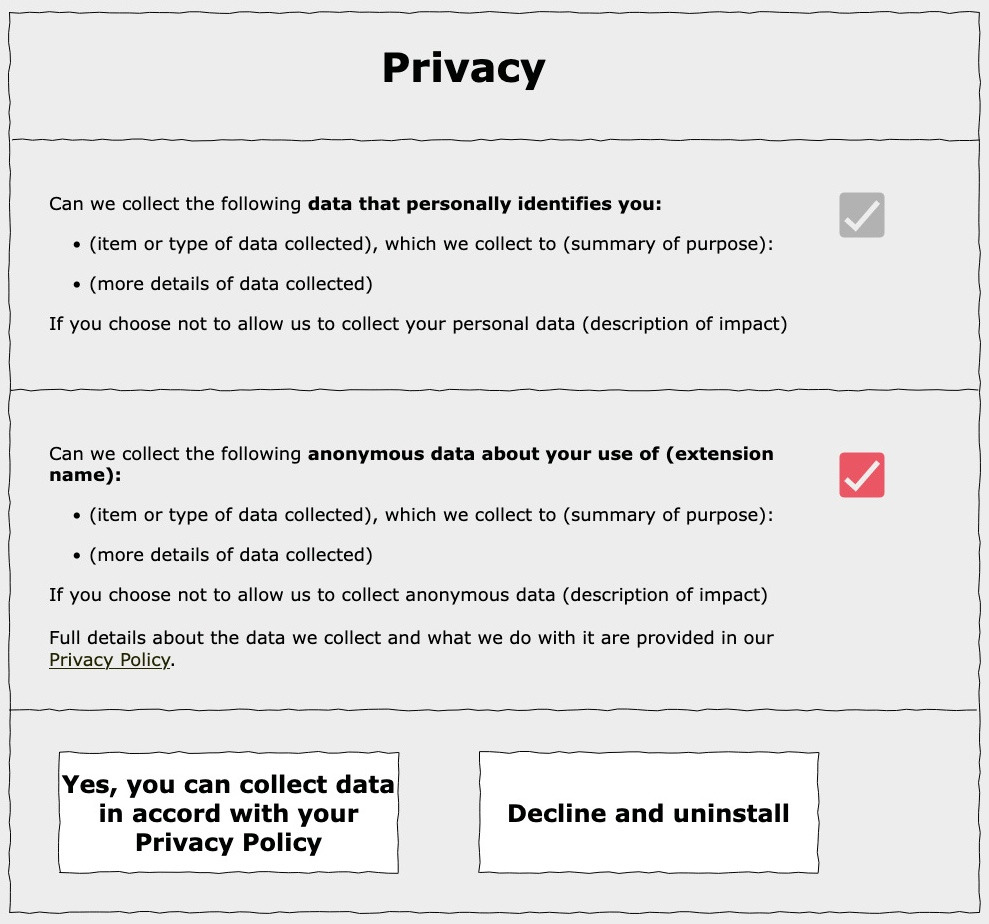 Privacy
Can we collect the following data that personally identifies you:
• (item or type of data collected), which we collect to (summary of purpose):
• (more details of data collected)
If you choose not to allow us to collect your personal data (description of impact)
Can we collect the following anonymous data about your use of (extension
name):
• (item or type of data collected), which we collect to (summary of purpose):
• (more details of data collected)
If you choose not to allow us to collect anonymous data (description of impact)
Full details about the data we collect and what we do with it are provided in our
Privacy Policy.
Yes, you can collect data
in accord with your
Privacy Policy
Decline and uninstall